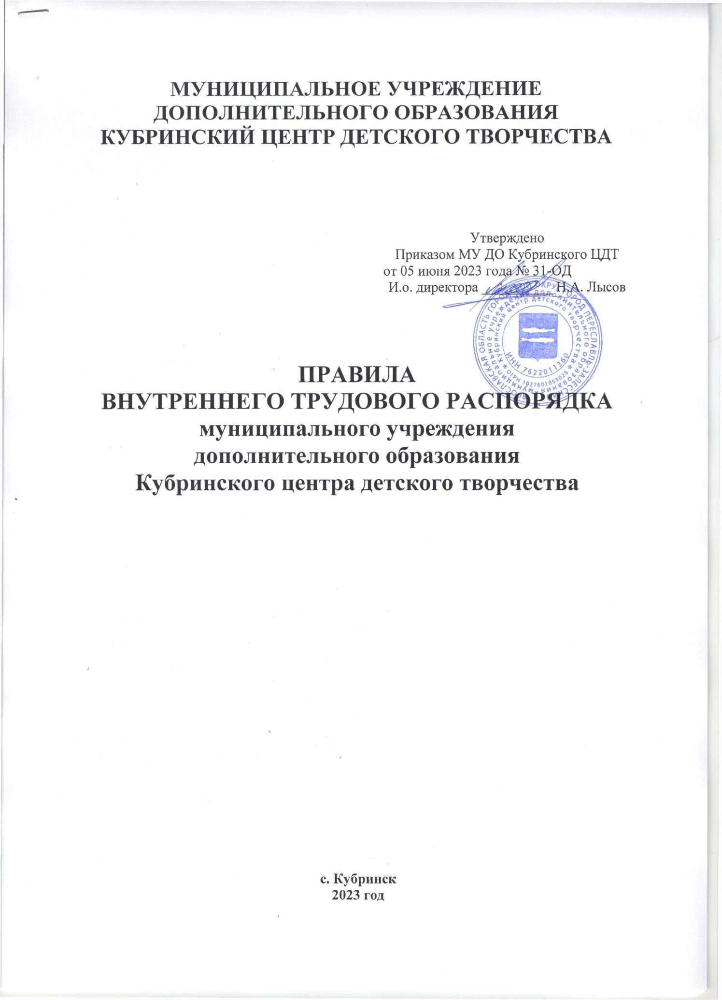 МУНИЦИПАЛЬНОЕ УЧРЕЖДЕНИЕ
ДОПОЛНИТЕЛЬНОГО ОБРАЗОВАНИЯ
КУБРИНСКИЙ ЦЕНТР ДЕТСКОГО ТВОРЧЕСТВА
Утверждено
Приказом МУ ДО Кубринского ЦДТ
от 05 июня 2023 года № 31-ОД
И.о. директора __________ Н.А. Лысов
ОБЛАСТЬ ГОРОДСКОЙ ОКРУГ ГОРОД ПЕРЕСЛАВЛЬ-ЗАЛЕССКИЙ
муниципальное учреждение дополнительного образования
Кубринский центр детского творчества
ИНН 7622011360
* ОГРН 1027601053028 *
ПРАВИЛА
ВНУТРЕННЕГО ТРУДОВОГО РАСПОРЯДКА
муниципального учреждения
дополнительного образования
Кубринского центра детского творчества
с. Кубринск
2023 год